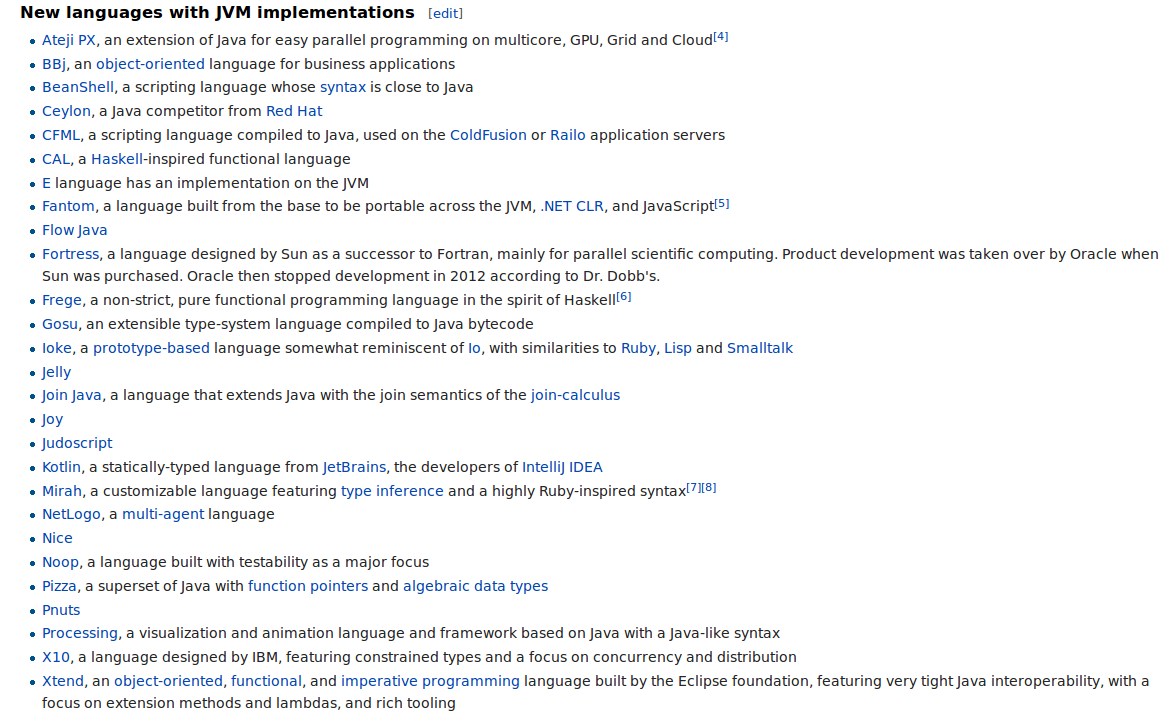 New languages with JVM implementations [edit]
Ateji PX, an extension of Java for easy parallel programming on multicore, GPU, Grid and Cloud[4]
BBj, an object-oriented language for business applications
BeanShell, a scripting language whose syntax is close to Java
Ceylon, a Java competitor from Red Hat
CFML, a scripting language compiled to Java, used on the ColdFusion or Railo application servers
CAL, a Haskell-inspired functional language
E language has an implementation on the JVM
Fantom, a language built from the base to be portable across the JVM, .NET CLR, and JavaScript[5]
Flow Java
Fortress, a language designed by Sun as a successor to Fortran, mainly for parallel scientific computing. Product development was taken over by Oracle when
Sun was purchased. Oracle then stopped development in 2012 according to Dr. Dobb's.
Frege, a non-strict, pure functional programming language in the spirit of Haskell[6]
Gosu, an extensible type-system language compiled to Java bytecode
Ioke, a prototype-based language somewhat reminiscent of Io, with similarities to Ruby, Lisp and Smalltalk
Jelly
Join Java, a language that extends Java with the join semantics of the join-calculus
Joy
Judoscript
Kotlin, a statically-typed language from JetBrains, the developers of IntelliJ IDEA
Mirah, a customizable language featuring type inference and a highly Ruby-inspired syntax[7][8]
NetLogo, a multi-agent language
Nice
Noop, a language built with testability as a major focus
Pizza, a superset of Java with function pointers and algebraic data types
Pnuts
Processing, a visualization and animation language and framework based on Java with a Java-like syntax
X10, a language designed by IBM, featuring constrained types and a focus on concurrency and distribution
Xtend, an object-oriented, functional, and imperative programming language built by the Eclipse foundation, featuring very tight Java interoperability, with a
focus on extension methods and lambdas, and rich tooling